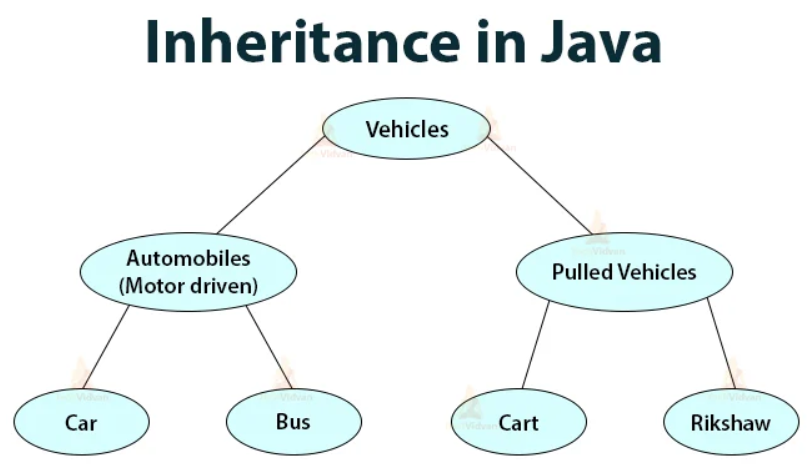 Inheritance in Java
Vehicles
Automobiles
(Motor driven)
Pulled Vehicles
Car
Bus
Cart
Rikshaw